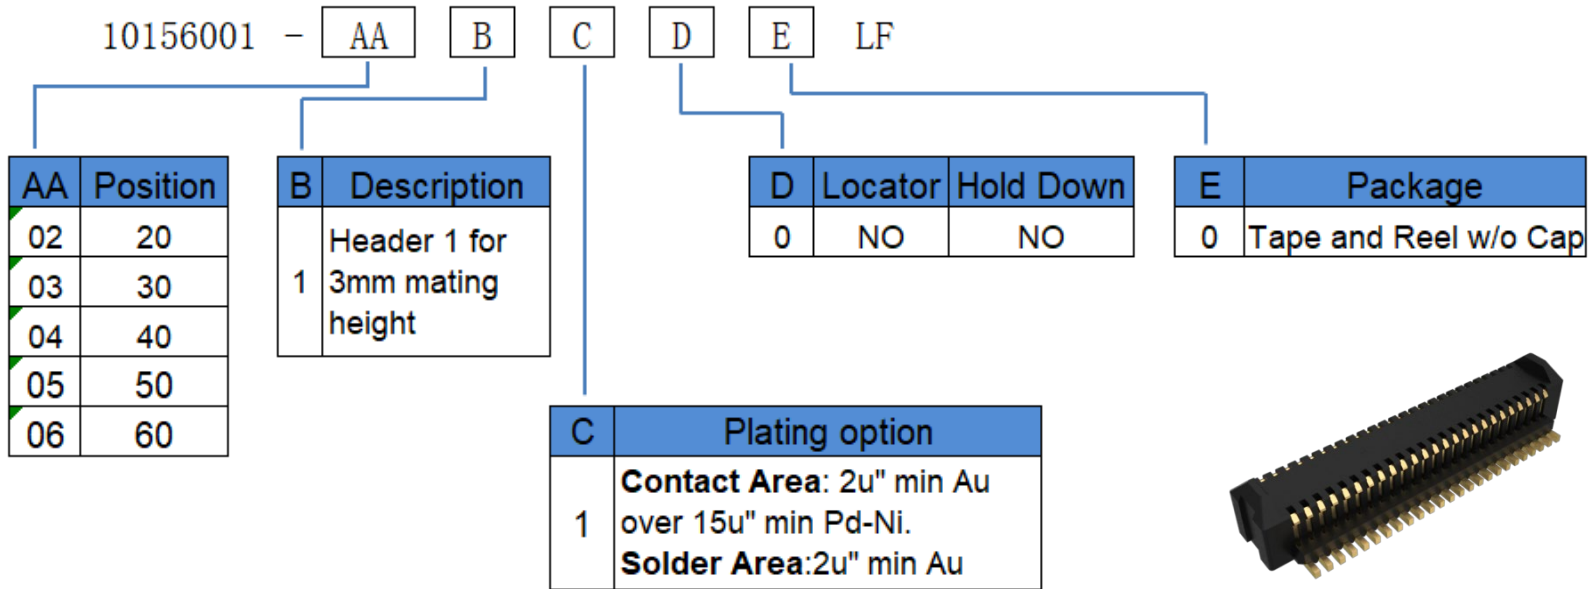 10156001 - AA B C D E LF
AA Position
02 20
03 30
04 40
05 50
06 60
B Description
1 Header 1 for
3mm mating
height
C Plating option
1 Contact Area: 2u" min Au
over 15u" min Pd-Ni.
Solder Area:2u" min Au
D Locator Hold Down
0 NO NO
E Package
0 Tape and Reel w/o Cap